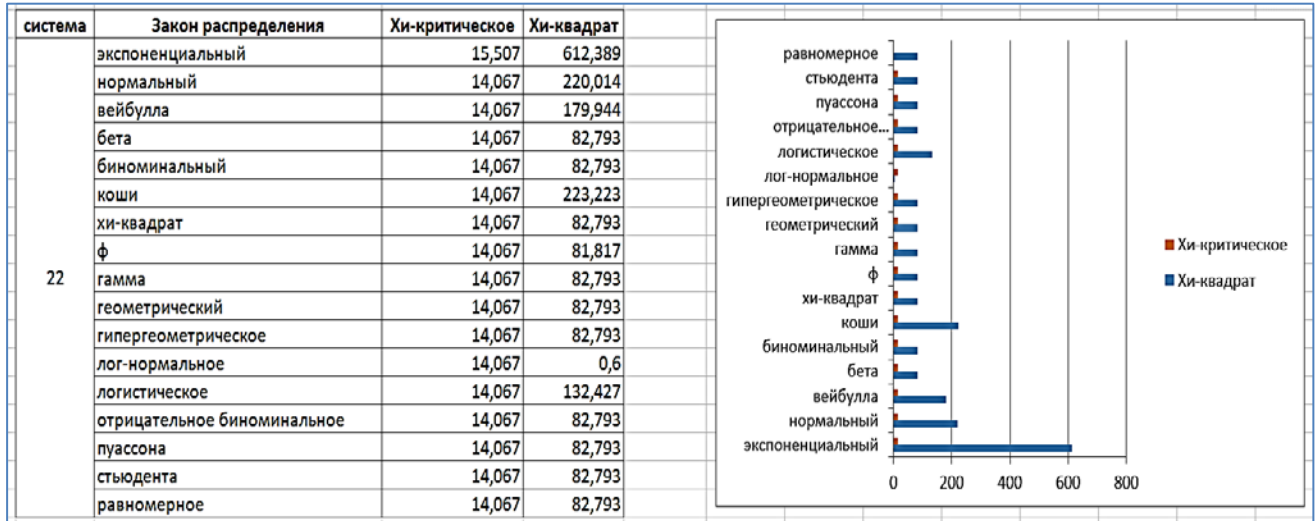 система Закон распределения Хи-критическое Хи-квадрат
экспоненциальный 15,507 612,389
нормальный 14,067 220,014
вейбулла 14,067 179,944
бета 14,067 82,793
биноминальный 14,067 82,793
коши 14,067 223,223
хи-квадрат 14,067 82,793
ф 14,067 81,817
22 гамма 14,067 82,793
геометрический 14,067 82,793
гипергеометрическое 14,067 82,793
лог-нормальное 14,067 0,6
логистическое 14,067 132,427
отрицательное биноминальное 14,067 82,793
пуассона 14,067 82,793
стьюдента 14,067 82,793
равномерное 14,067 82,793
равномерное
стьюдента
пуассона
отрицательное...
логистическое
лог-нормальное
гипергеометрическое
геометрический
гамма
ф
хи-квадрат
коши
биноминальный
бета
вейбулла
нормальный
экспоненциальный
0 200 400 600 800
Хи-критическое
Хи-квадрат